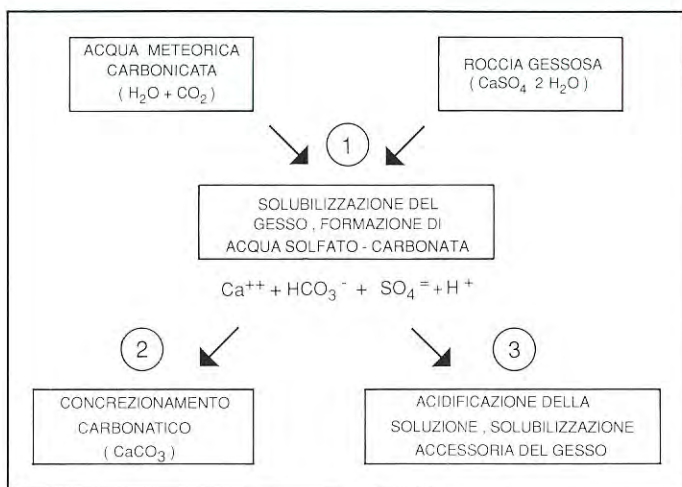 ACQUA METEORICA
CARBONICATA
( H₂O + CO₂ )
ROCCIA GESSOSA
( CaSO₄ 2 H₂O )
1
SOLUBILIZZAZIONE DEL
GESSO , FORMAZIONE DI
ACQUA SOLFATO - CARBONATA
Ca⁺⁺ + HCO₃⁻ + SO₄⁼ + H⁺
2
3
CONCREZIONAMENTO
CARBONATICO
( CaCO₃ )
ACIDIFICAZIONE DELLA
SOLUZIONE , SOLUBILIZZAZIONE
ACCESSORIA DEL GESSO